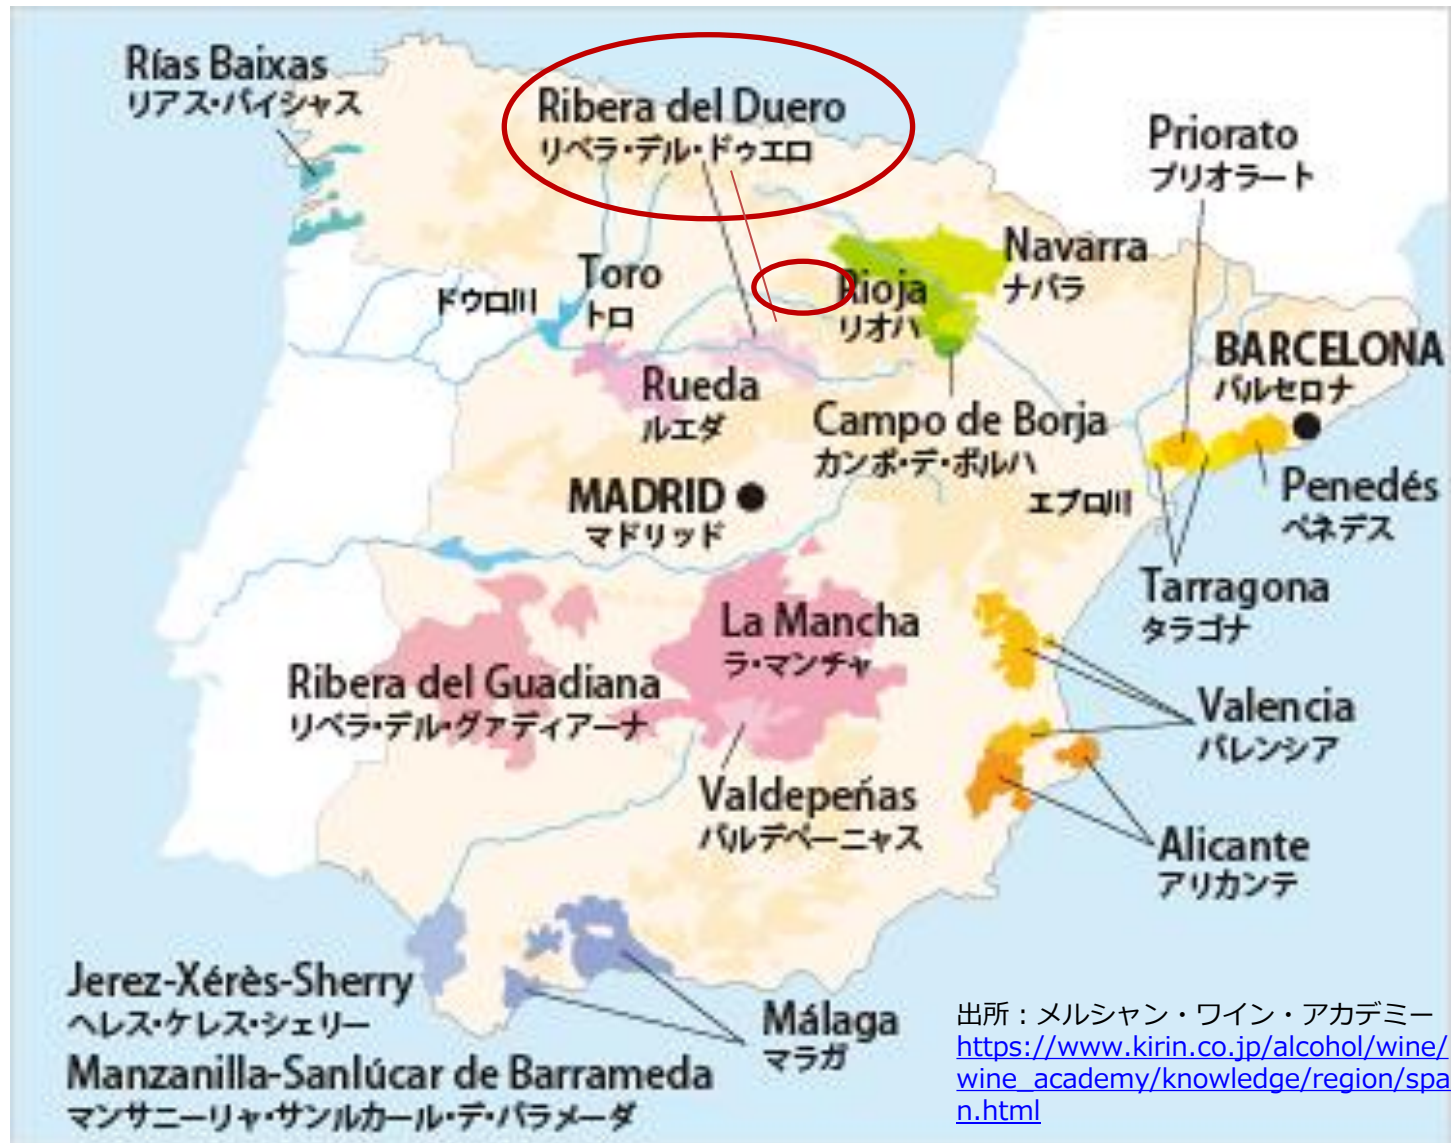 Rías Baixas
リアス・バイシャス
Ribera del Duero
リベラ・デル・ドゥエロ
Priorato
プリオラート
Navarra
ナバラ
Toro
トロ
ドウロ川
Rioja
リオハ
BARCELONA
バルセロナ
Rueda
ルエダ
Campo de Borja
カンポ・デ・ボルハ
MADRID
マドリッド
エブロ川
Penedés
ペネデス
Tarragona
タラゴナ
La Mancha
ラ・マンチャ
Ribera del Guadiana
リベラ・デル・グァディアーナ
Valencia
バレンシア
Valdepeñas
バルデペーニャス
Alicante
アリカンテ
Jerez-Xérès-Sherry
ヘレス・ケレス・シェリー
Manzanilla-Sanlúcar de Barrameda
マンサニーリャ・サンルカール・デ・バラメーダ
Málaga
マラガ
出所：メルシャン・ワイン・アカデミー
https://www.kirin.co.jp/alcohol/wine/
wine_academy/knowledge/region/spa
n.html